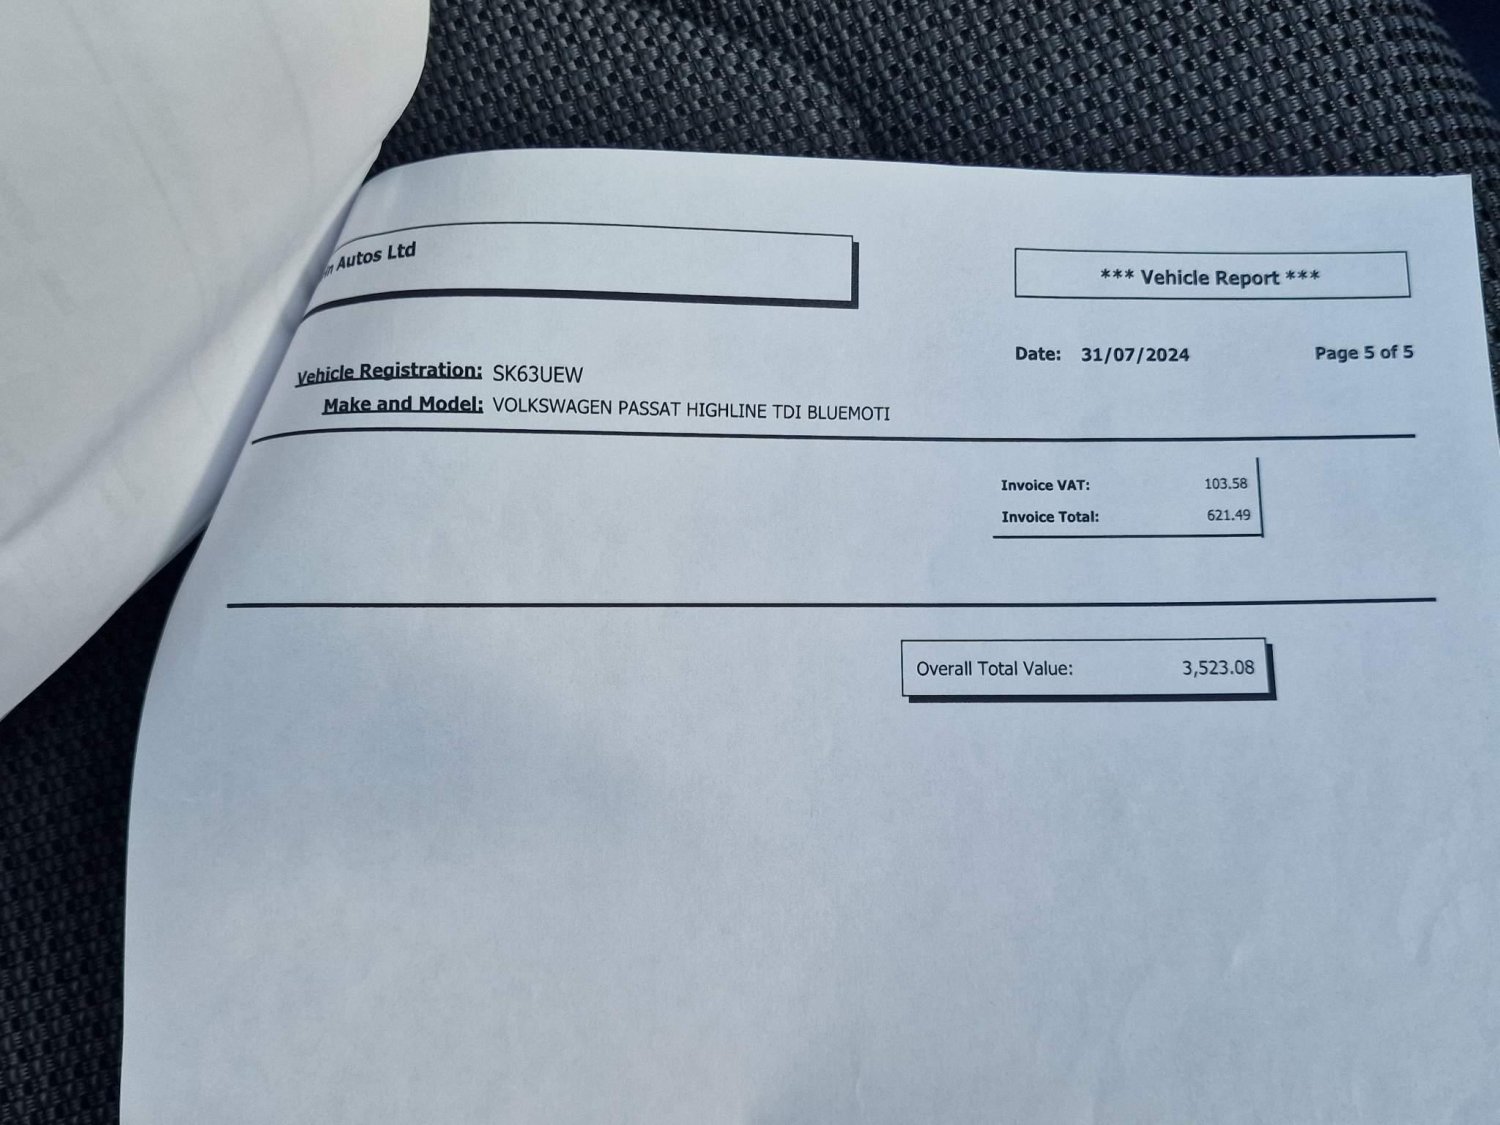 Autos Ltd
*** Vehicle Report ***
Date: 31/07/2024 Page 5 of 5
Vehicle Registration: SK63UEW
Make and Model: VOLKSWAGEN PASSAT HIGHLINE TDI BLUEMOTI
Invoice VAT: 103.58
Invoice Total: 621.49
Overall Total Value: 3,523.08